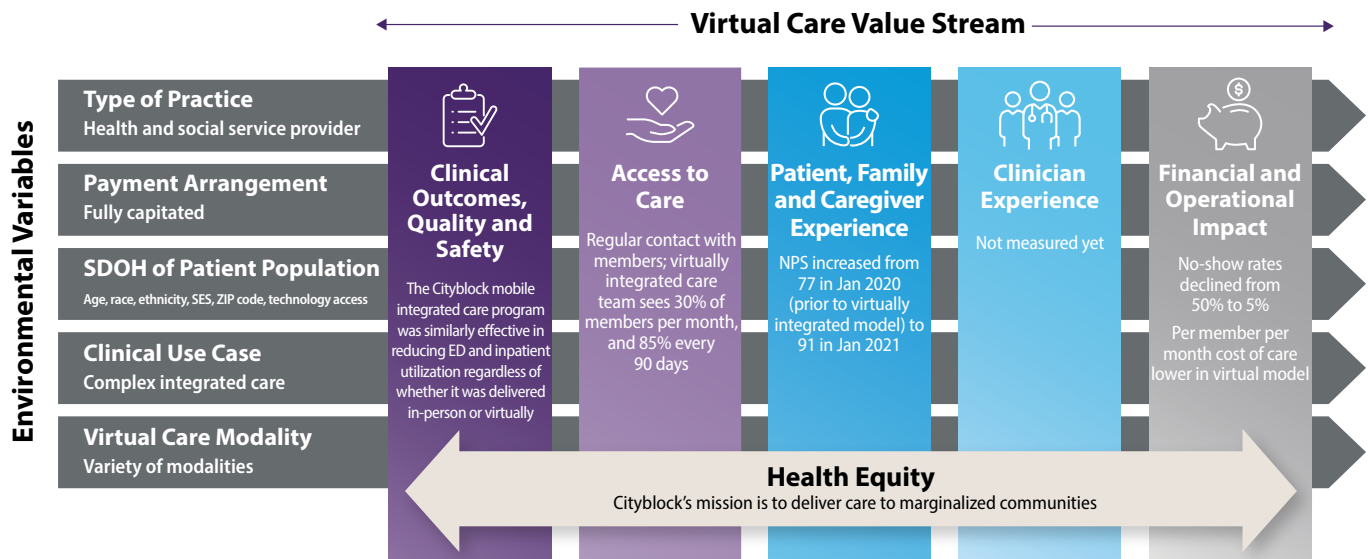 Virtual Care Value Stream
Environmental Variables
Type of Practice
Health and social service provider
Payment Arrangement
Fully capitated
SDOH of Patient Population
Age, race, ethnicity, SES, ZIP code, technology access
Clinical Use Case
Complex integrated care
Virtual Care Modality
Variety of modalities
Clinical
Outcomes,
Quality and
Safety
The Cityblock mobile
integrated care program
was similarly effective in
reducing ED and inpatient
utilization regardless of
whether it was delivered
in-person or virtually
Access to
Care
Regular contact with
members; virtually
integrated care
team sees 30% of
members per month,
and 85% every
90 days
Patient, Family
and Caregiver
Experience
NPS increased from
77 in Jan 2020
(prior to virtually
integrated model) to
91 in Jan 2021
Clinician
Experience
Not measured yet
$
Financial and
Operational
Impact
No-show rates
declined from
50% to 5%
Per member per
month cost of care
lower in virtual model
Health Equity
Cityblock's mission is to deliver care to marginalized communities